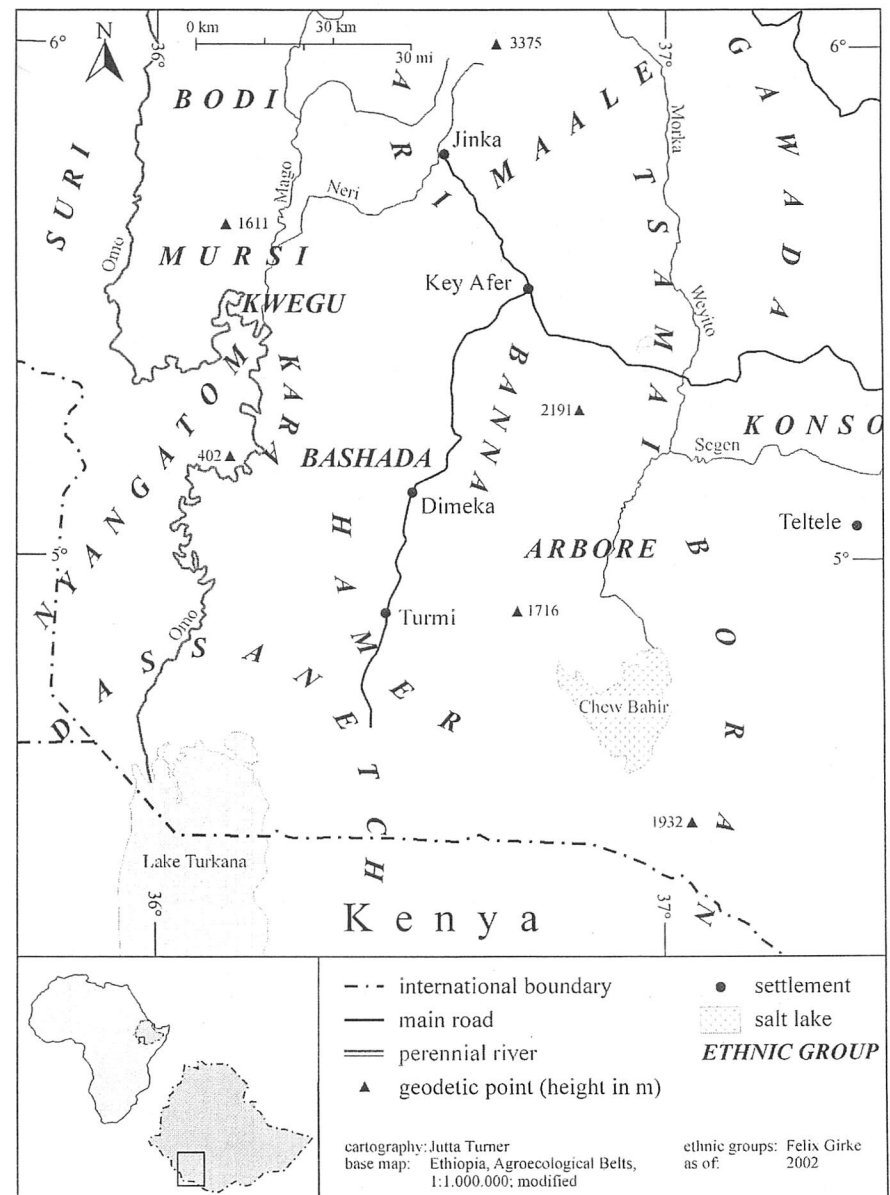 N
36°
0 km 30 km
30 mi
3375
37°
6°
6°
BODI
ARI
MAALE
GAWADA
SURI
Jinka
Morka
Mago
Neri
TSAMAI
1611
Omo
MURSI
KWEGU
Key Afer
Weyito
NYANGATOM
KARA
BANNA
2191
KONSO
402
BASHADA
Segen
Dimeka
HAMER
ARBORE
Teltele
5°
5°
BORAN
Omo
Turmi
1716
DASSANETCH
Chew Bahir
1932
Lake Turkana
36°
37°
Kenya
international boundary
main road
perennial river
geodetic point (height in m)
settlement
salt lake
ETHNIC GROUP
cartography: Jutta Turner
base map: Ethiopia, Agroecological Belts,
1:1.000.000; modified
ethnic groups: Felix Girke
as of: 2002